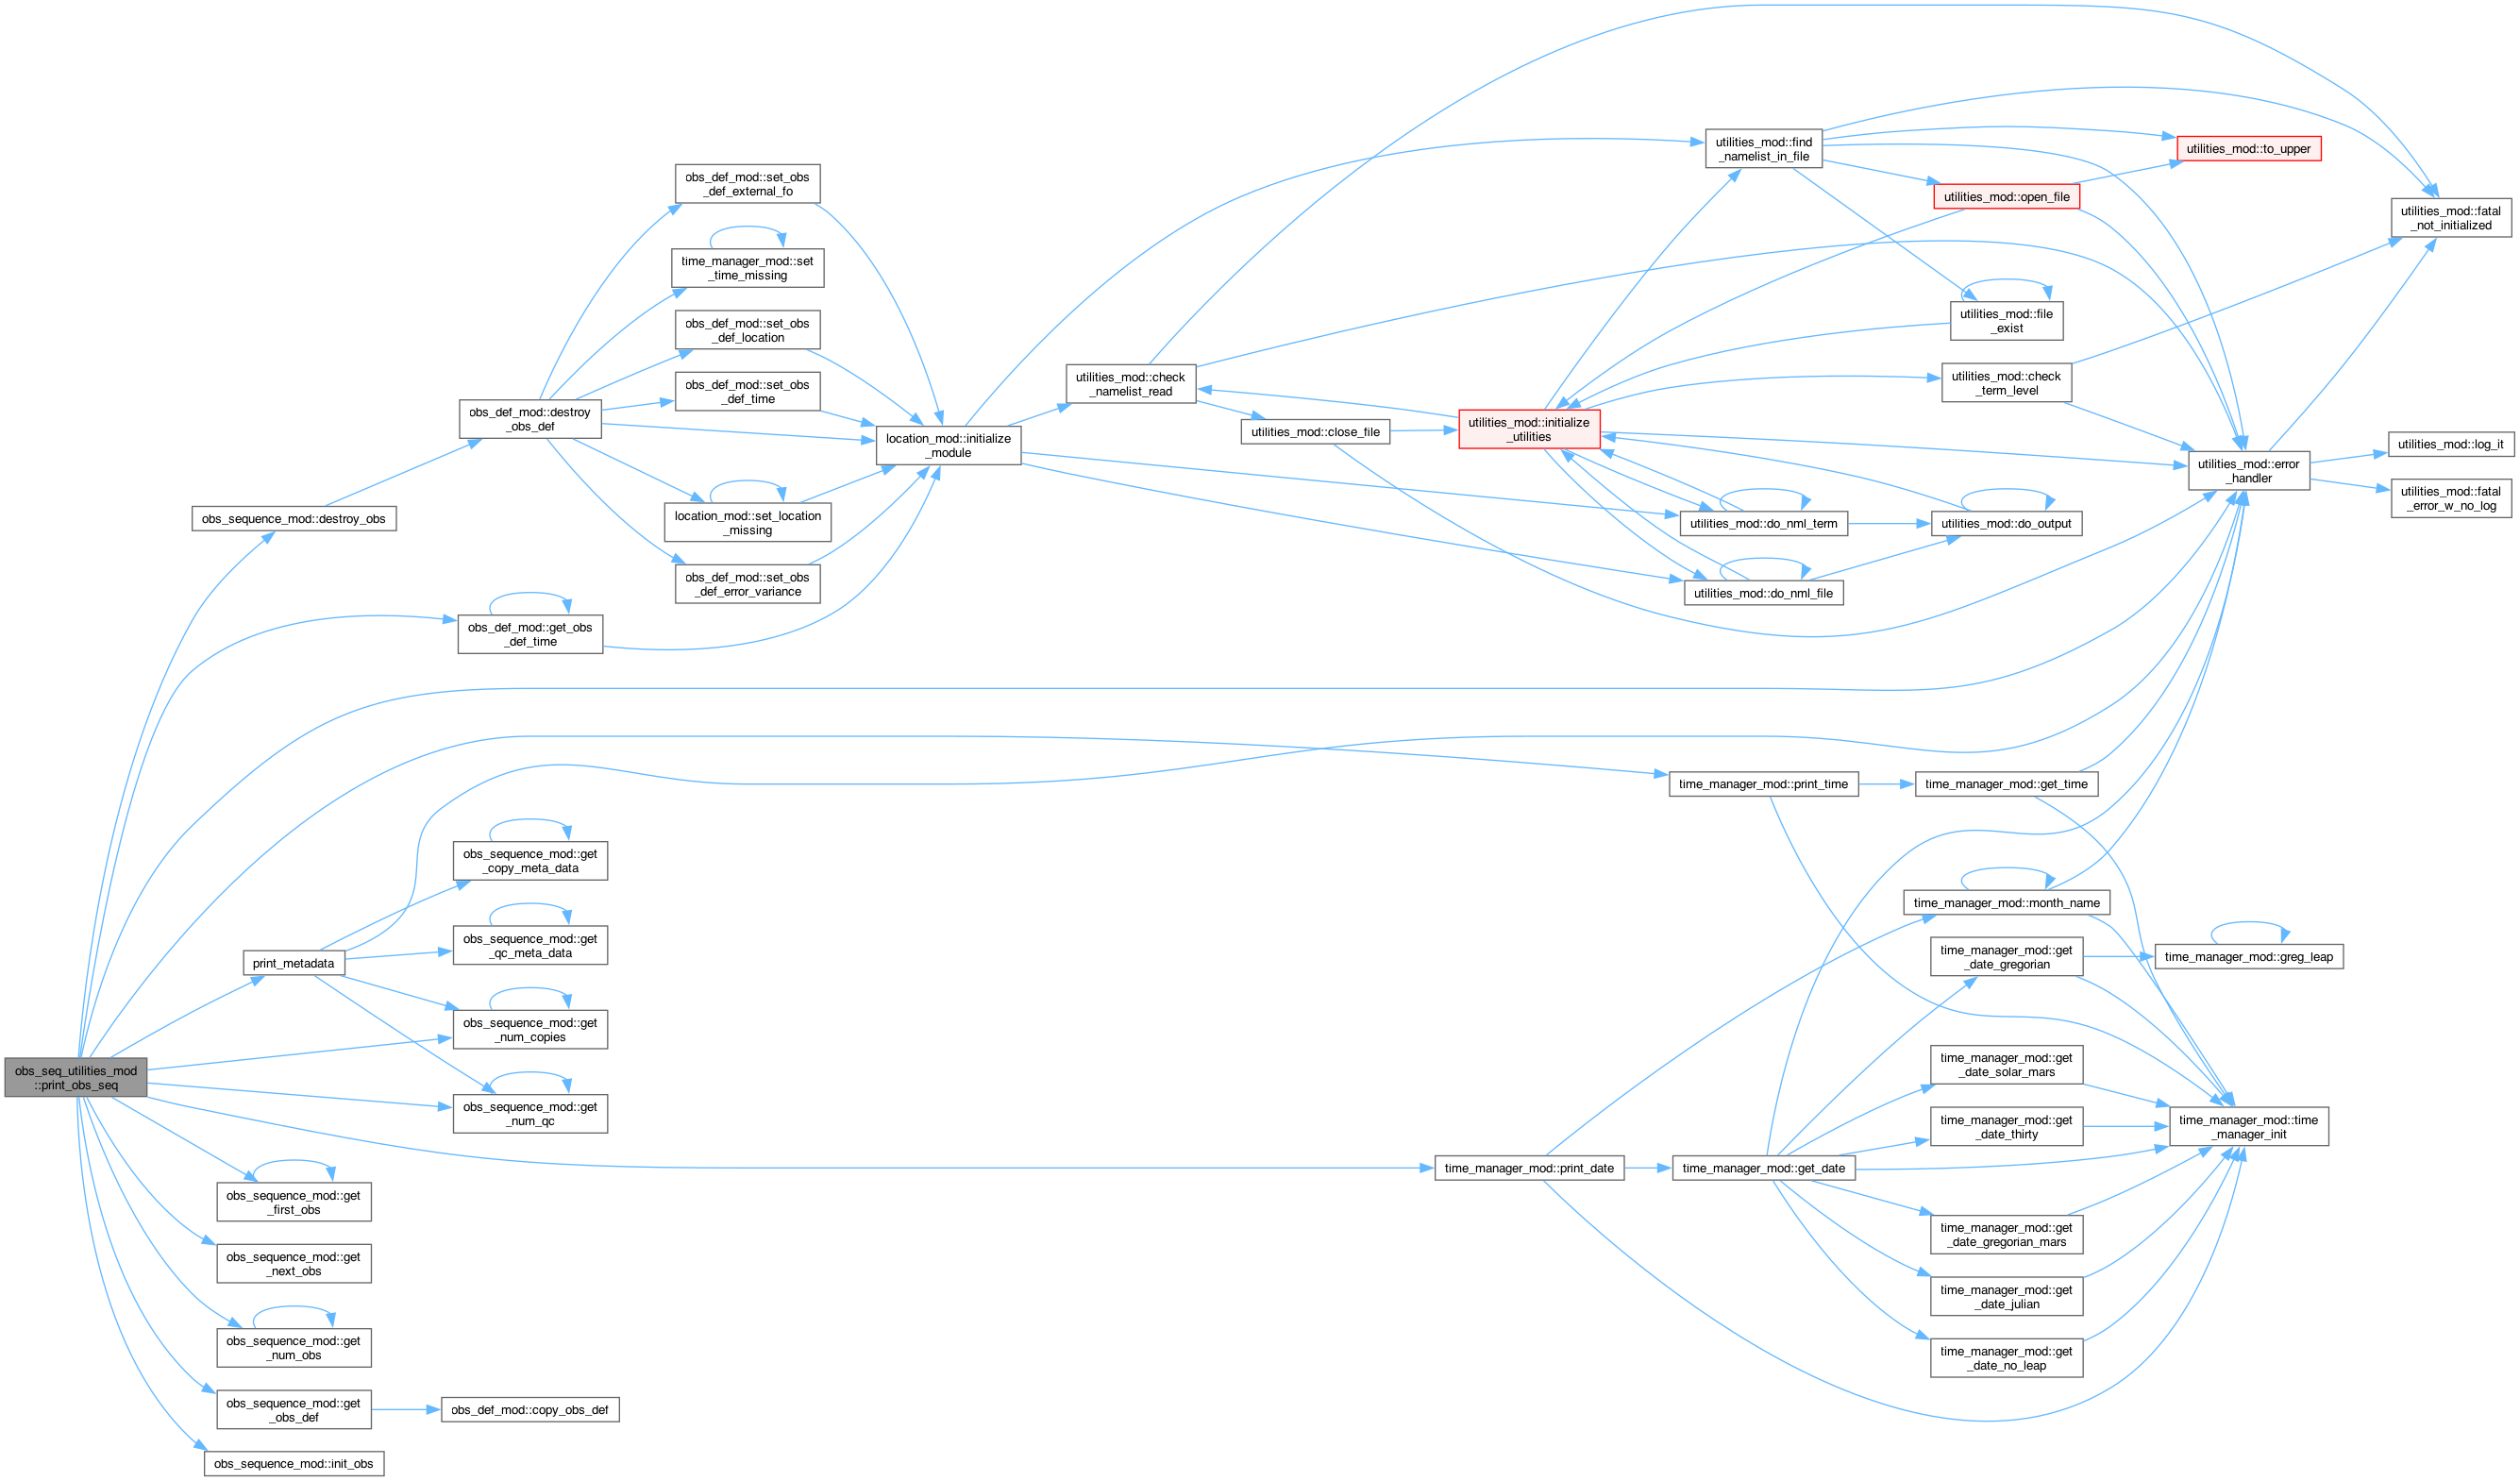 obs_seq_utilities_mod
::print_obs_seq
obs_sequence_mod::destroy_obs
obs_def_mod::destroy
_obs_def
obs_def_mod::set_obs
_def_external_fo
time_manager_mod::set
_time_missing
obs_def_mod::set_obs
_def_location
obs_def_mod::set_obs
_def_time
location_mod::initialize
_module
location_mod::set_location
_missing
obs_def_mod::set_obs
_def_error_variance
obs_def_mod::get_obs
_def_time
utilities_mod::check
_namelist_read
utilities_mod::close_file
utilities_mod::initialize
_utilities
utilities_mod::find
_namelist_in_file
utilities_mod::to_upper
utilities_mod::open_file
utilities_mod::fatal
_not_initialized
utilities_mod::file
_exist
utilities_mod::check
_term_level
utilities_mod::error
_handler
utilities_mod::log_it
utilities_mod::fatal
_error_w_no_log
utilities_mod::do_nml_term
utilities_mod::do_output
utilities_mod::do_nml_file
time_manager_mod::print_time
time_manager_mod::get_time
print_metadata
obs_sequence_mod::get
_copy_meta_data
obs_sequence_mod::get
_qc_meta_data
obs_sequence_mod::get
_num_copies
obs_sequence_mod::get
_num_qc
time_manager_mod::month_name
time_manager_mod::get
_date_gregorian
time_manager_mod::greg_leap
time_manager_mod::get
_date_solar_mars
time_manager_mod::get
_date_thirty
time_manager_mod::time
_manager_init
time_manager_mod::print_date
time_manager_mod::get_date
time_manager_mod::get
_date_gregorian_mars
time_manager_mod::get
_date_julian
time_manager_mod::get
_date_no_leap
obs_sequence_mod::get
_first_obs
obs_sequence_mod::get
_next_obs
obs_sequence_mod::get
_num_obs
obs_sequence_mod::get
_obs_def
obs_def_mod::copy_obs_def
obs_sequence_mod::init_obs